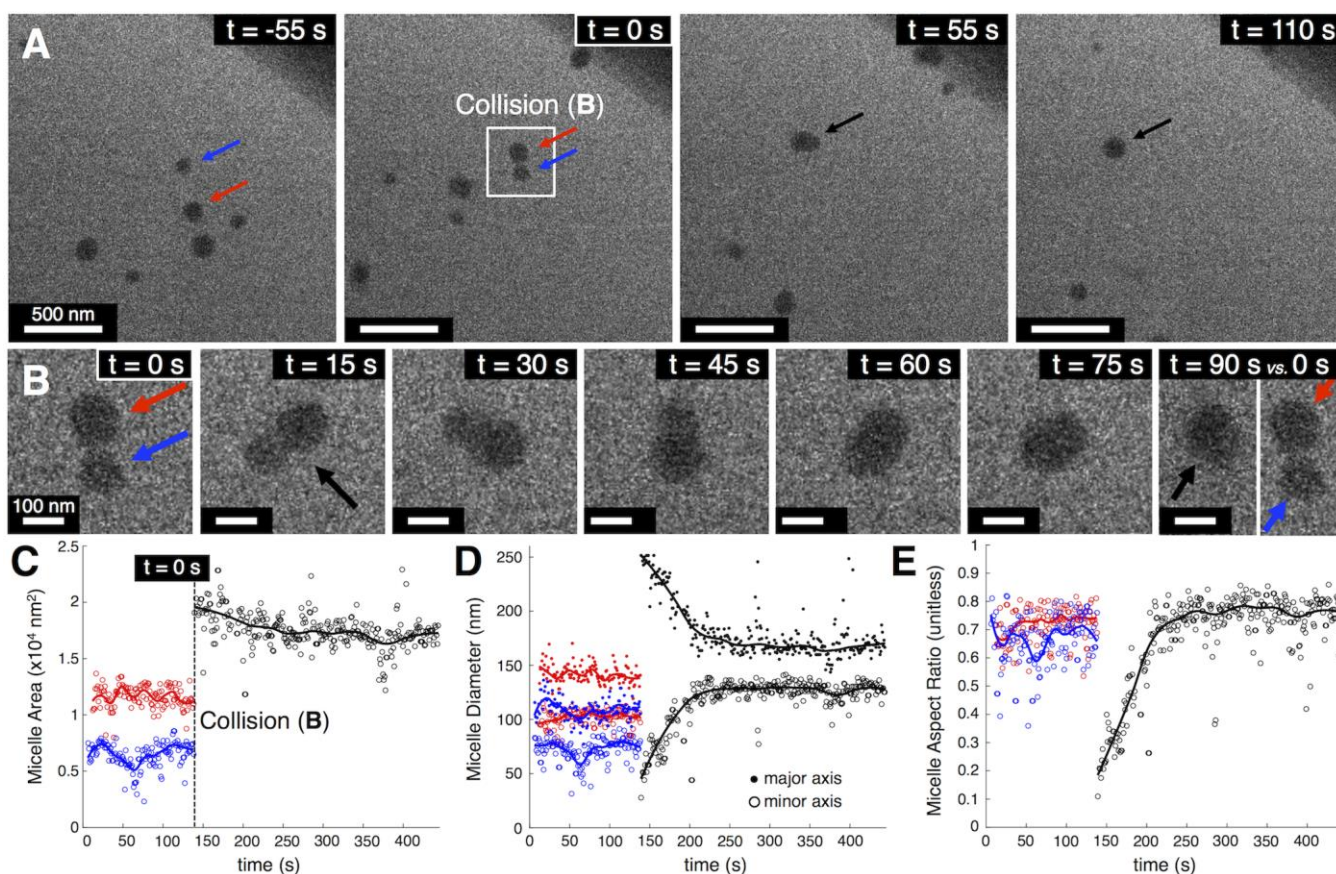 A
t = -55 s
t = 0 s
t = 55 s
t = 110 s
Collision (B)
500 nm
B
t = 0 s
t = 15 s
t = 30 s
t = 45 s
t = 60 s
t = 75 s
t = 90 s vs. 0 s
100 nm
C
t = 0 s
Micelle Area (x10⁴ nm²)
2.5
2
1.5
1
0.5
0
Collision (B)
0 50 100 150 200 250 300 350 400
time (s)
D
Micelle Diameter (nm)
250
200
150
100
50
0
major axis
minor axis
0 50 100 150 200 250 300 350 400
time (s)
E
Micelle Aspect Ratio (unitless)
1
0.9
0.8
0.7
0.6
0.5
0.4
0.3
0.2
0.1
0 50 100 150 200 250 300 350 400
time (s)